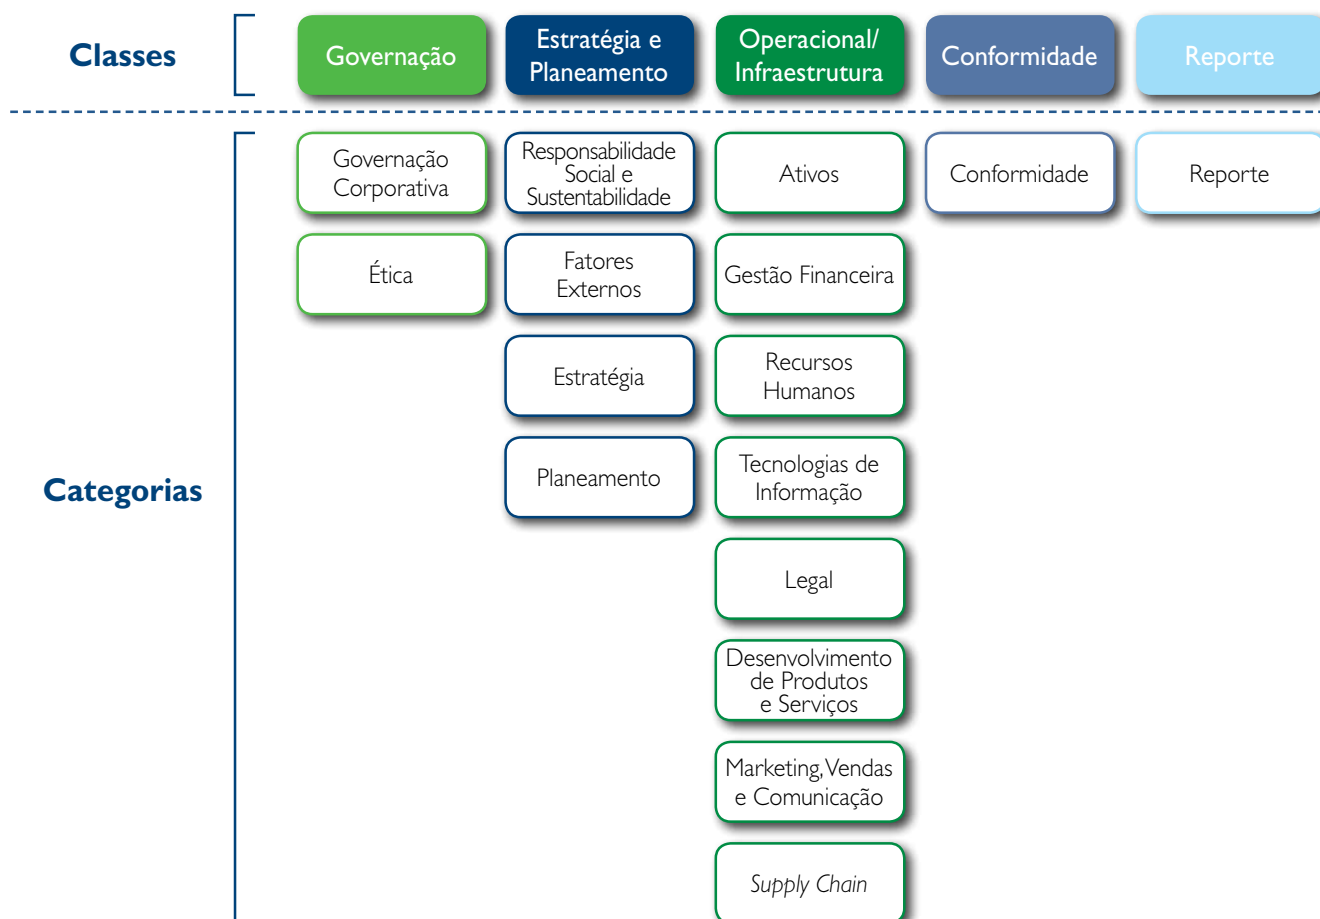 Classes
Governação
Estratégia e
Planeamento
Operacional/
Infraestrutura
Conformidade
Reporte
Categorias
Governação
Corporativa
Responsabilidade
Social e
Sustentabilidade
Ativos
Conformidade
Reporte
Ética
Fatores
Externos
Gestão Financeira
Estratégia
Recursos
Humanos
Planeamento
Tecnologias de
Informação
Legal
Desenvolvimento
de Produtos
e Serviços
Marketing, Vendas
e Comunicação
Supply Chain